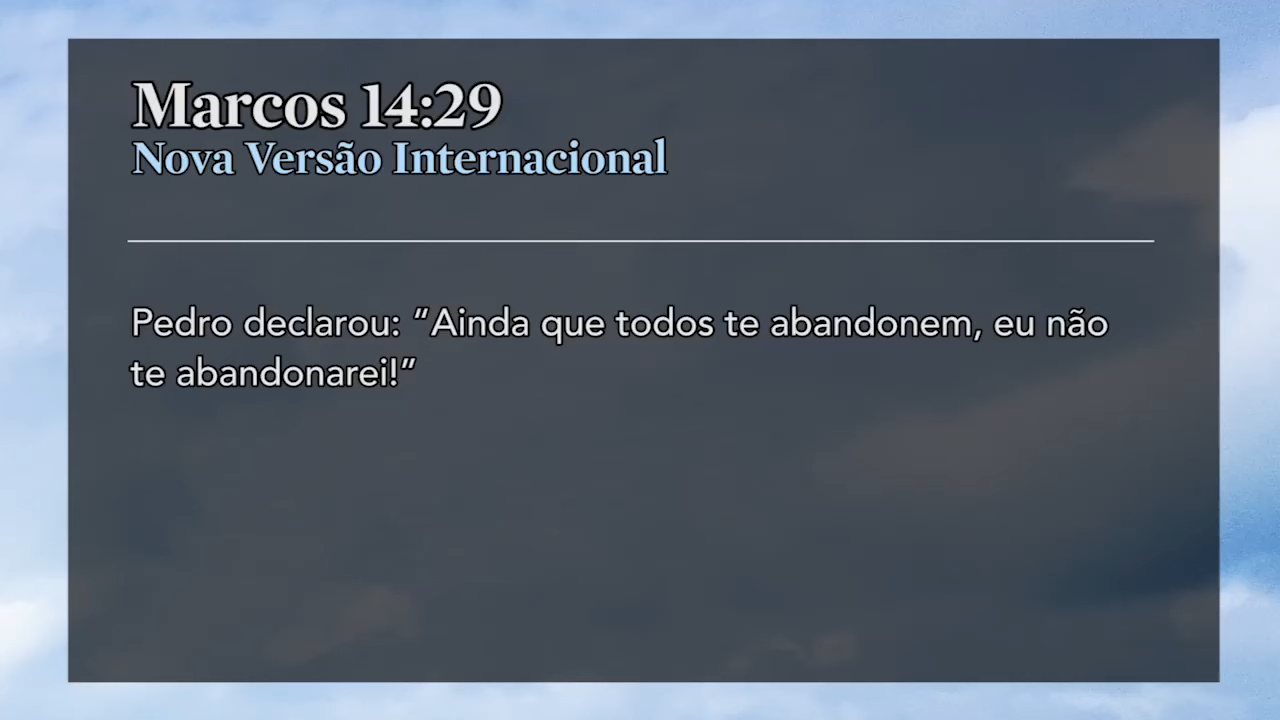 Marcos 14:29
Nova Versão Internacional
Pedro declarou: “Ainda que todos te abandonem, eu não
te abandonarei!”